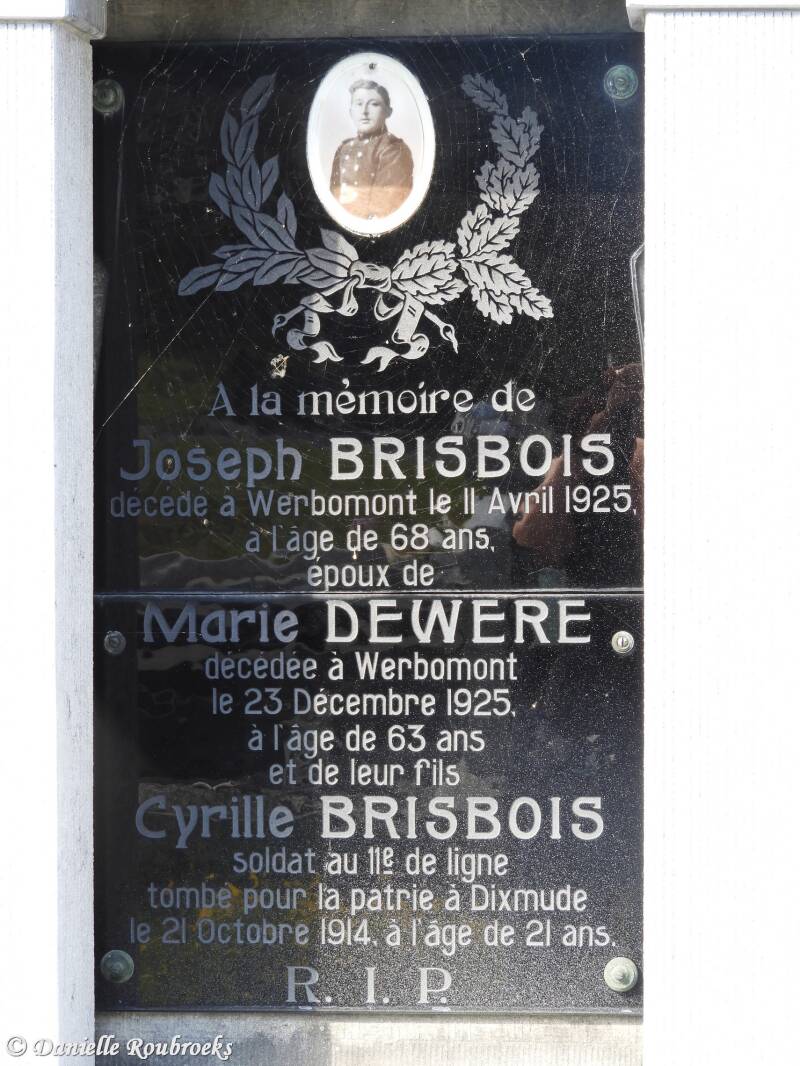 A la mémoire de
Joseph BRISBOIS
décédé à Werbomont le 11 Avril 1925,
à l'âge de 68 ans,
époux de
Marie DEWERE
décédée à Werbomont
le 23 Décembre 1925,
à l'âge de 63 ans
et de leur fils
Cyrille BRISBOIS
soldat au 11e de ligne
tombé pour la patrie à Dixmude
le 21 Octobre 1914, à l'âge de 21 ans.
R. I. P.
© Danielle Roubroeks